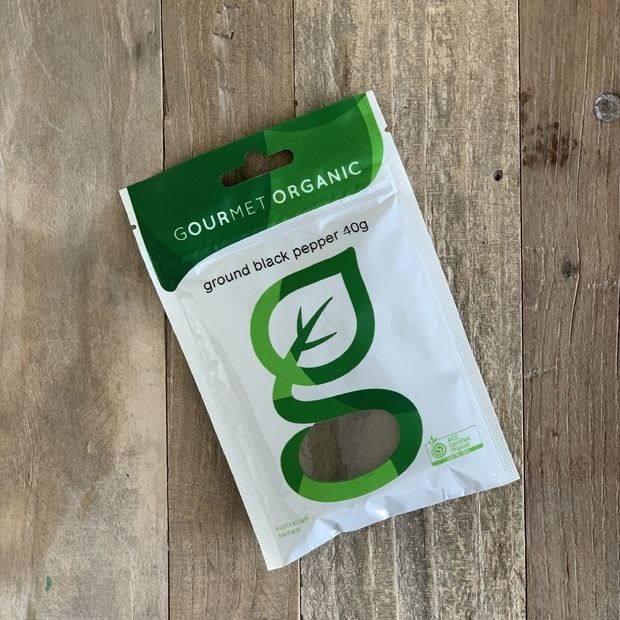 GOURMET ORGANIC
ground black pepper 40g
ACO
Certified
Organic
australian
owned